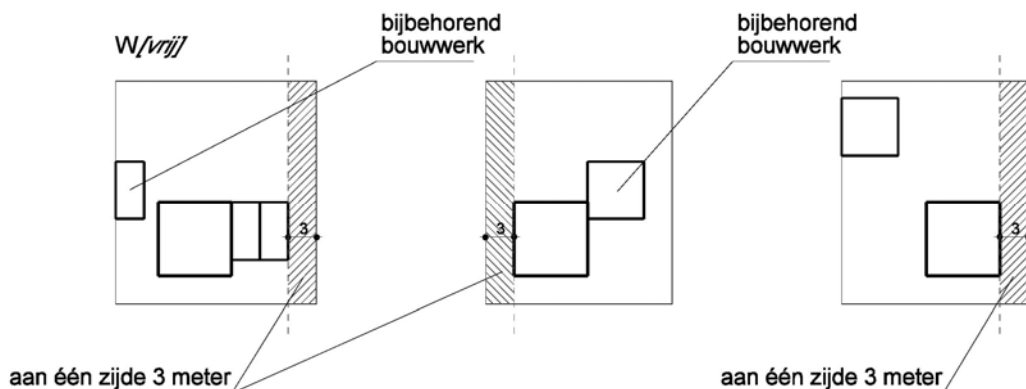 W[vrij]
bijbehorend
bouwwerk
bijbehorend
bouwwerk
3
3
3
aan één zijde 3 meter
aan één zijde 3 meter